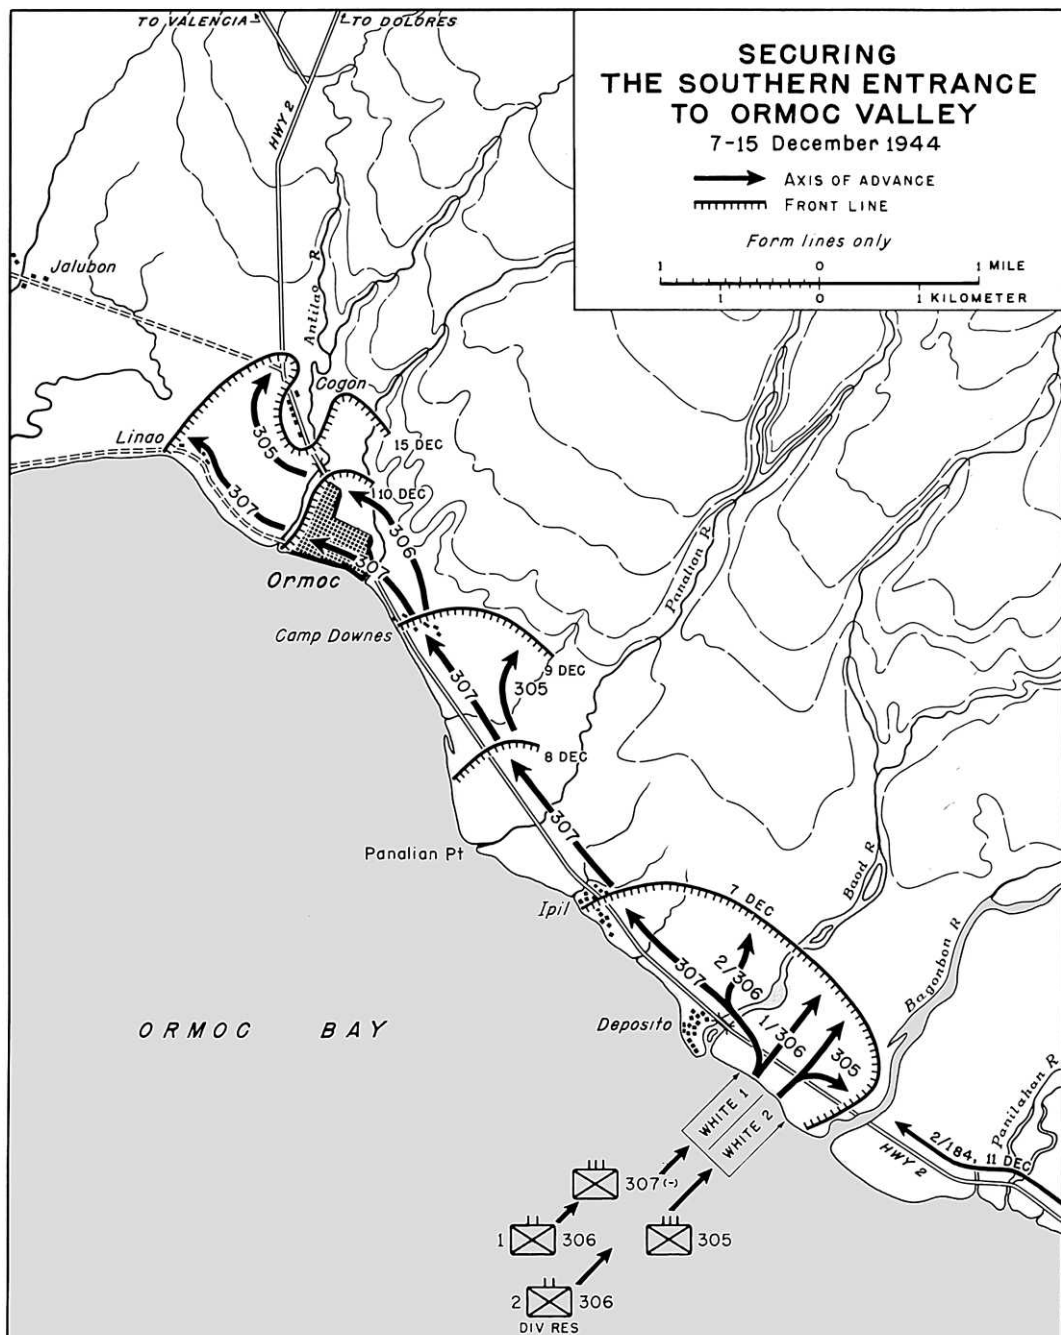 TO VALENCIA
TO DOLORES
SECURING
THE SOUTHERN ENTRANCE
TO ORMOC VALLEY
7-15 December 1944
AXIS OF ADVANCE
FRONT LINE
Form lines only
1 0 1 MILE
1 0 1 KILOMETER
HWY 2
Jalubon
Antilao R
Cogon
Linao
305
15 DEC
10 DEC
307
306
307
Ormoc
Camp Downes
Panalian R
9 DEC
307
305
8 DEC
307
Panalian Pt
7 DEC
Baod R
Ipil
Bagonbon R
307
2/306
1/306
305
Deposito
ORMOC BAY
WHITE 1
WHITE 2
2/184, 11 DEC
Panilahan R
HWY 2
307(-)
1 306
305
2 306
DIV RES